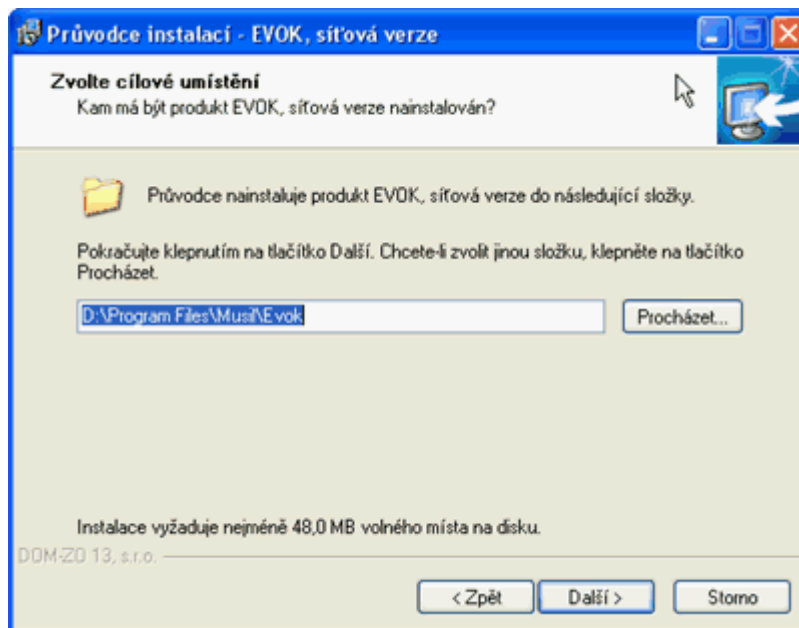 Průvodce instalací - EVOK, síťová verze
Zvolte cílové umístění
Kam má být produkt EVOK, síťová verze nainstalován?
Průvodce nainstaluje produkt EVOK, síťová verze do následující složky.
Pokračujte klepnutím na tlačítko Další. Chcete-li zvolit jinou složku, klepněte na tlačítko
Procházet.
D:\Program Files\Musil\Evok
Procházet...
Instalace vyžaduje nejméně 48,0 MB volného místa na disku.
DOM-ZO 13, s.r.o.
< Zpět
Další >
Storno